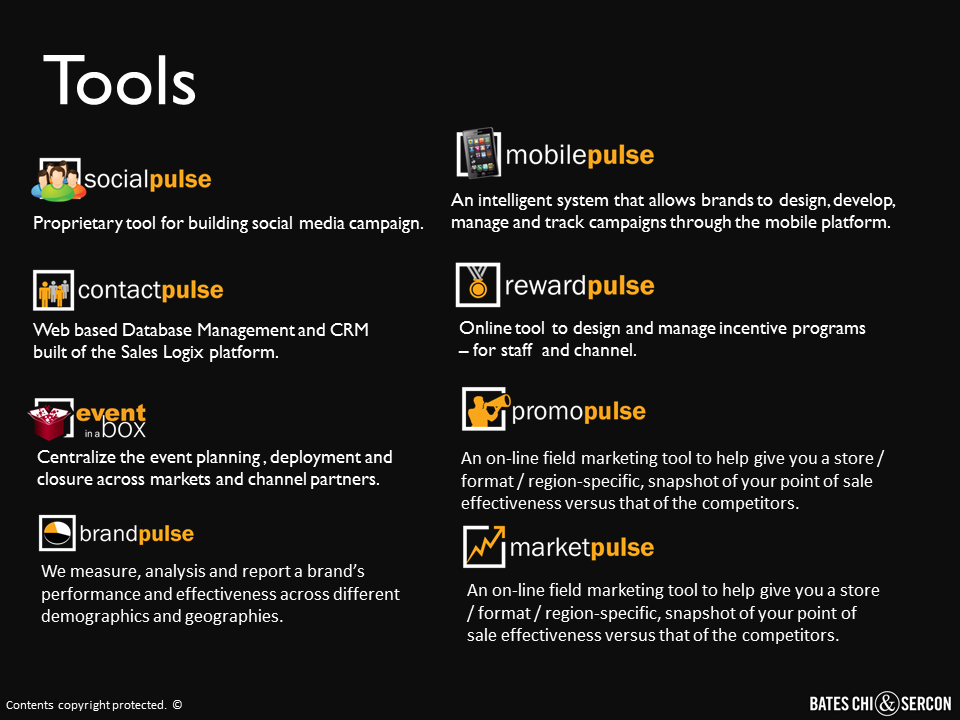 Tools
socialpulse
Proprietary tool for building social media campaign.
contactpulse
Web based Database Management and CRM
built of the Sales Logix platform.
event
in a box
Centralize the event planning , deployment and
closure across markets and channel partners.
brandpulse
We measure, analysis and report a brand’s
performance and effectiveness across different
demographics and geographies.
mobilepulse
An intelligent system that allows brands to design, develop,
manage and track campaigns through the mobile platform.
rewardpulse
Online tool to design and manage incentive programs
– for staff and channel.
promopulse
An on-line field marketing tool to help give you a store /
format / region-specific, snapshot of your point of sale
effectiveness versus that of the competitors.
marketpulse
An on-line field marketing tool to help give you a store
/ format / region-specific, snapshot of your point of
sale effectiveness versus that of the competitors.
Contents copyright protected. ©
BATES CHI & SERCON